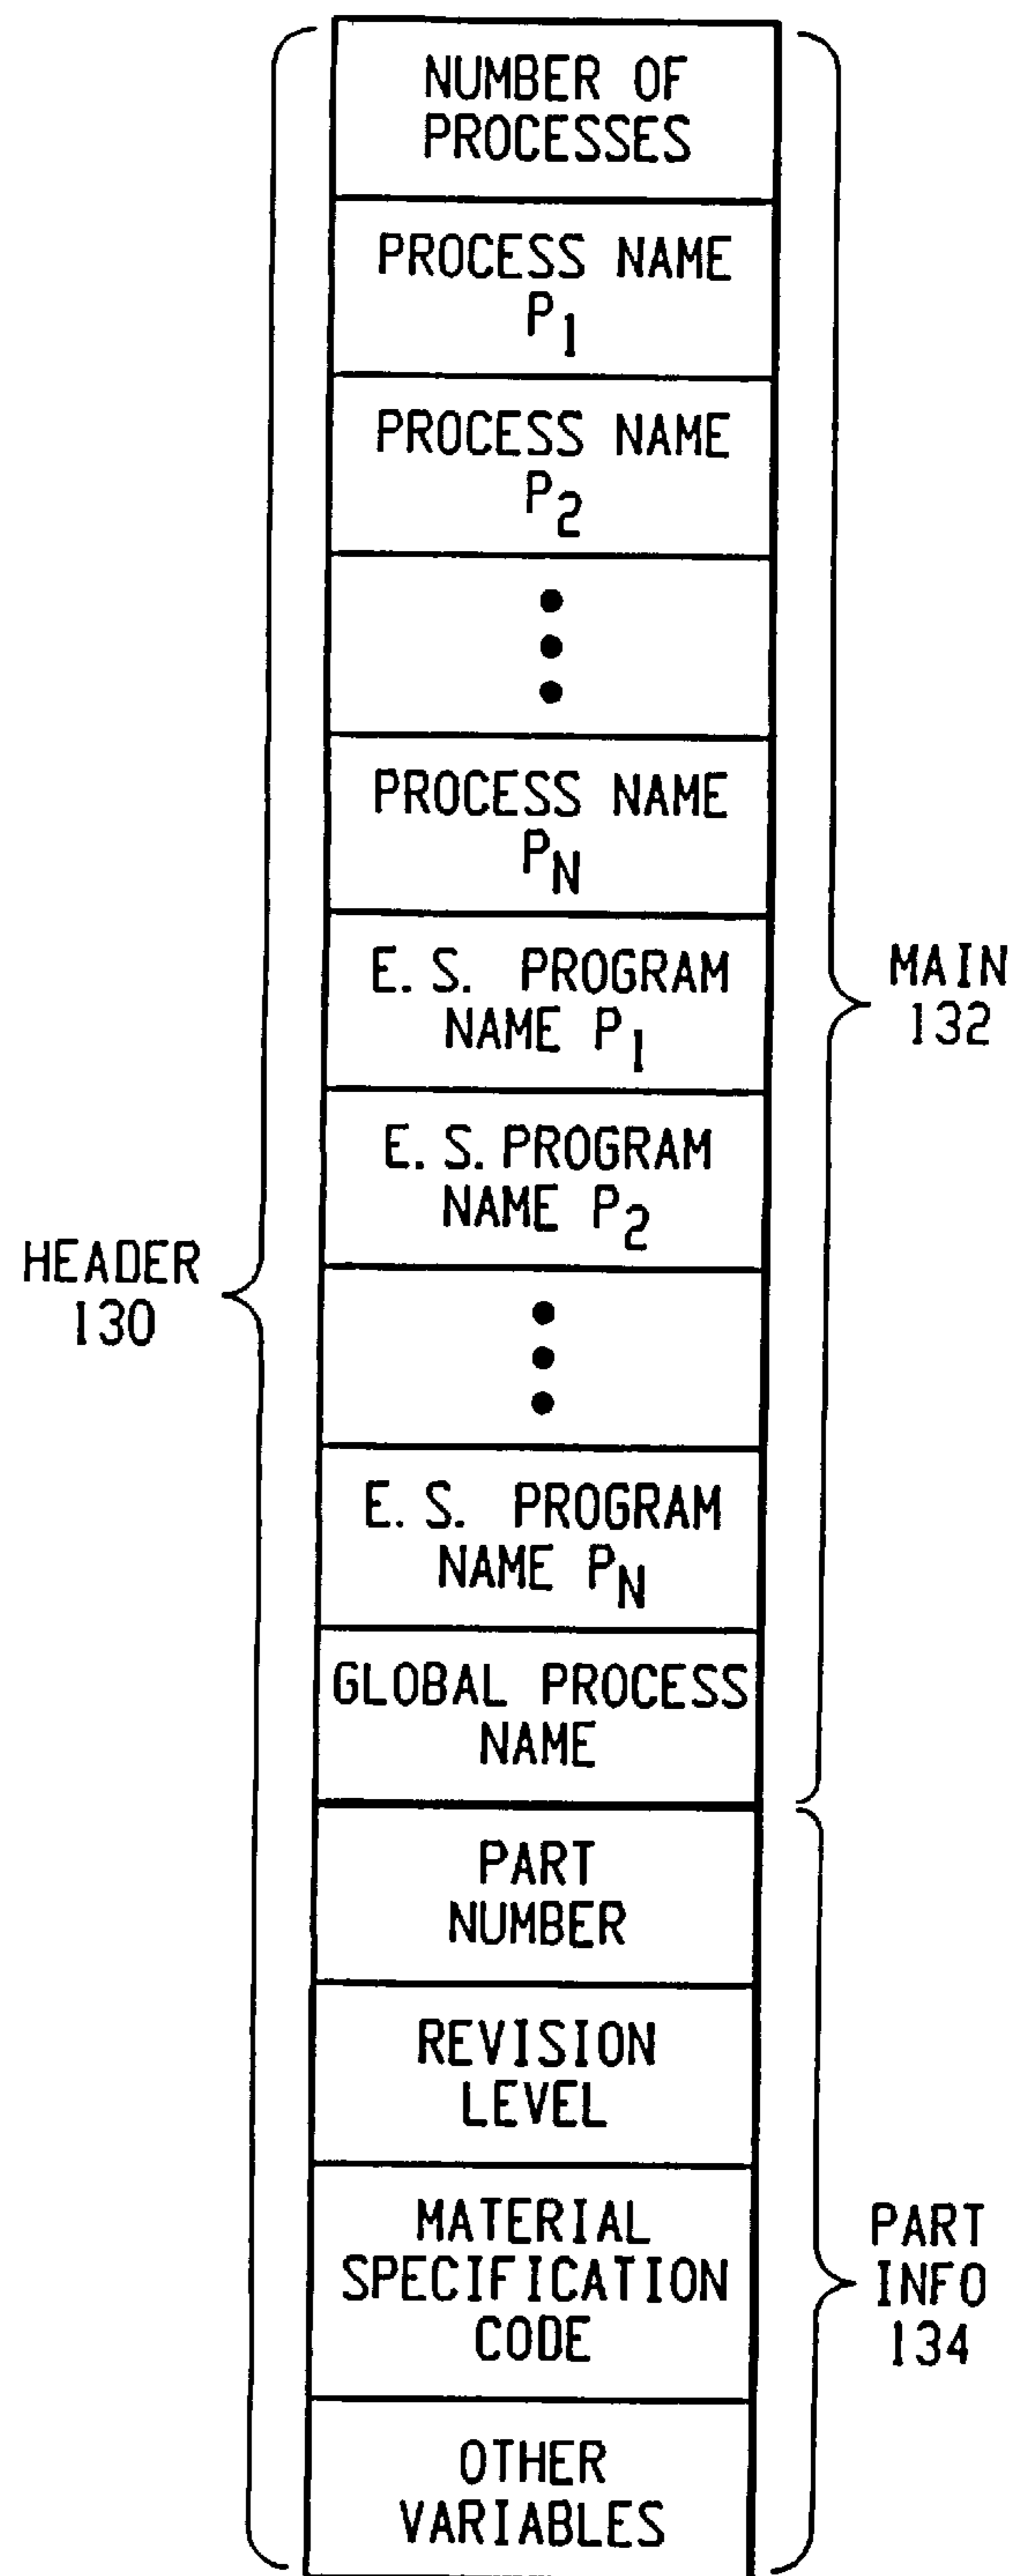 NUMBER OF
PROCESSES
PROCESS NAME
P1
PROCESS NAME
P2
PROCESS NAME
PN
E. S. PROGRAM
NAME P1
E. S. PROGRAM
NAME P2
E. S. PROGRAM
NAME PN
GLOBAL PROCESS
NAME
PART
NUMBER
REVISION
LEVEL
MATERIAL
SPECIFICATION
CODE
OTHER
VARIABLES
HEADER
130
MAIN
132
PART
INFO
134